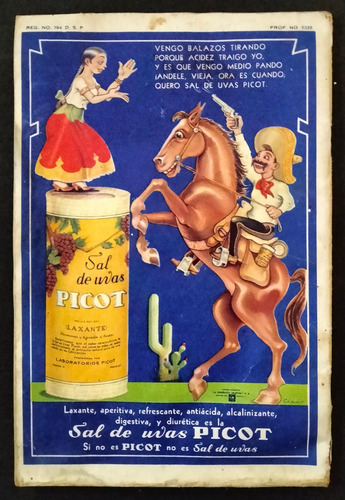 REG. NO. 194 D. S. P.
PROP. NO. 1138
VENGO BALAZOS TIRANDO
PORQUE ACIDEZ TRAIGO YO,
Y ES QUE VENGO MEDIO PANDO
¡ANDELE, VIEJA, ORA ES CUANDO,
QUERO SAL DE UVAS PICOT.
Sal
de uvas
PICOT
LAXANTE
LABORATORIOS PICOT
Laxante, aperitiva, refrescante, antiácida, alcalinizante,
digestiva, y diurética es la
Sal de uvas PICOT
Si no es PICOT no es Sal de uvas